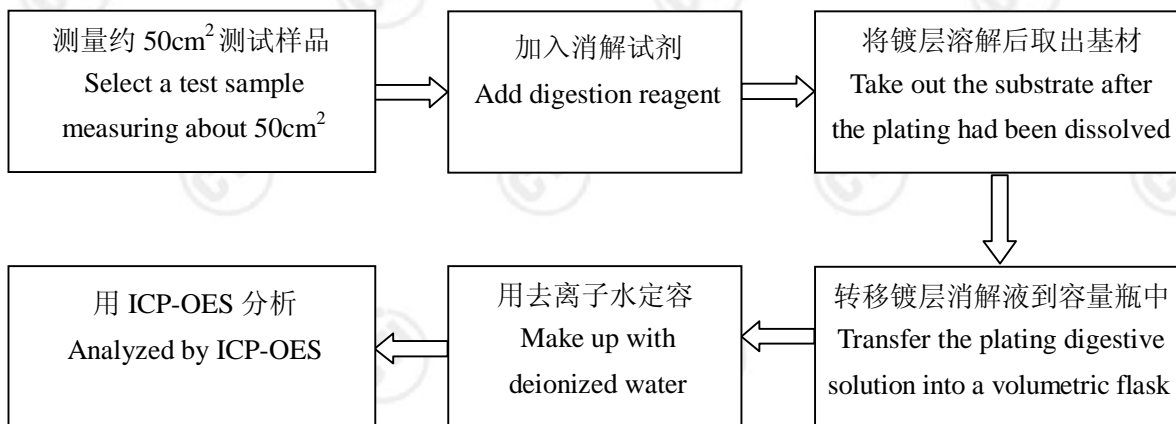 测量约 50cm² 测试样品
Select a test sample
measuring about 50cm²
加入消解试剂
Add digestion reagent
将镀层溶解后取出基材
Take out the substrate after
the plating had been dissolved
转移镀层消解液到容量瓶中
Transfer the plating digestive
solution into a volumetric flask
用去离子水定容
Make up with
deionized water
用 ICP-OES 分析
Analyzed by ICP-OES